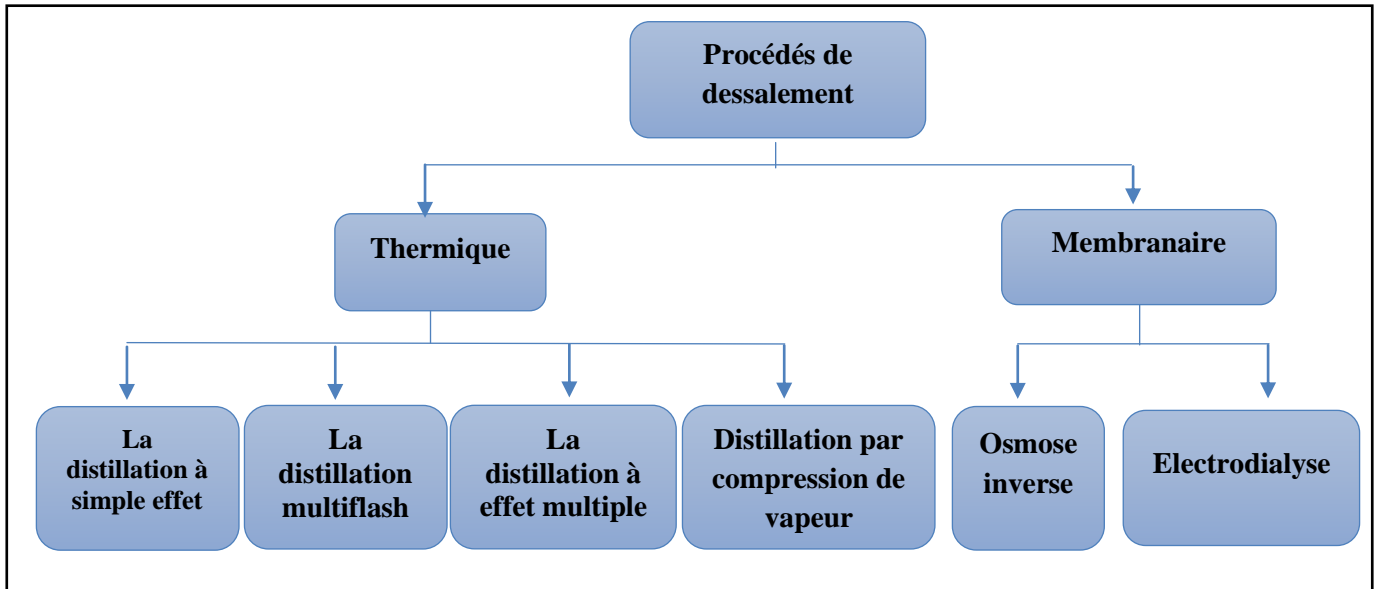 Procédés de
dessalement
Thermique
Membranaire
La
distillation à
simple effet
La
distillation
multiflash
La
distillation à
effet multiple
Distillation par
compression de
vapeur
Osmose
inverse
Electrodialyse